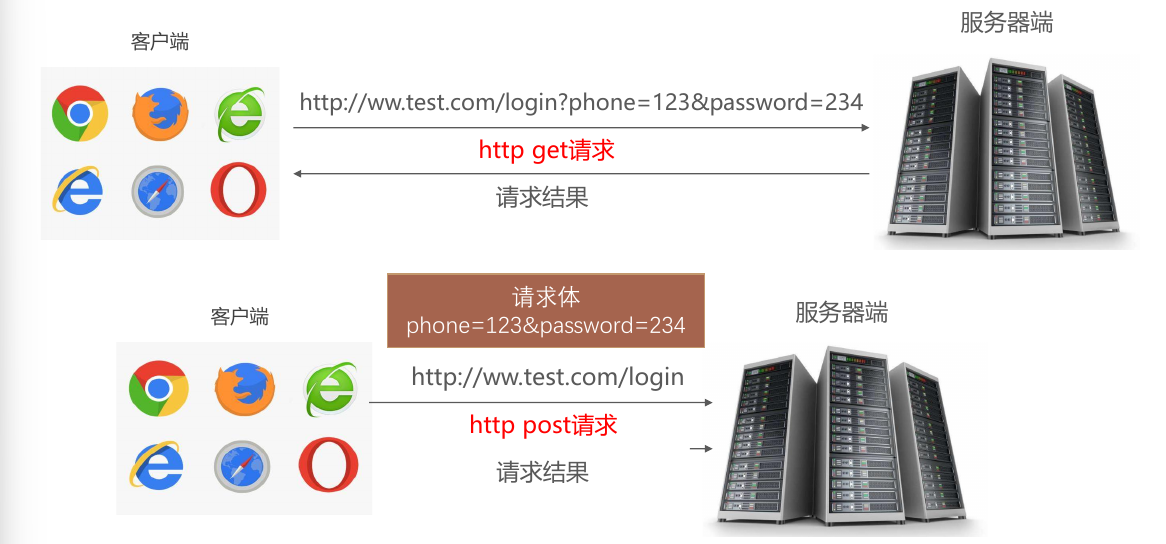 客户端
服务器端
http://ww.test.com/login?phone=123&password=234
http get请求
请求结果
请求体
phone=123&password=234
客户端
服务器端
http://ww.test.com/login
http post请求
请求结果